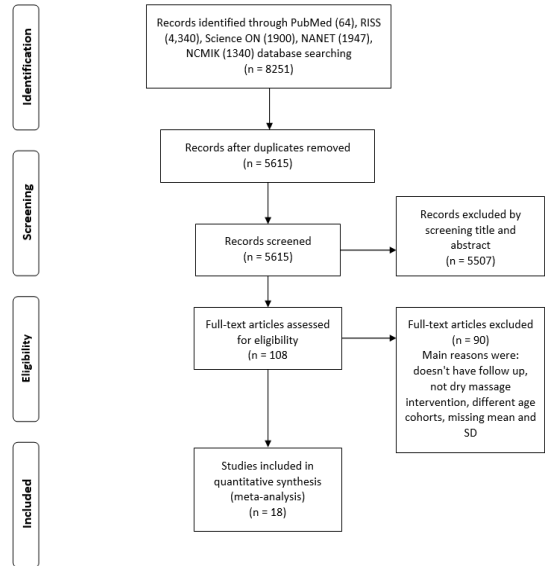 Identification
Records identified through PubMed (64), RISS
(4,340), Science ON (1900), NANET (1947),
NCMIK (1340) database searching
(n = 8251)
Records after duplicates removed
(n = 5615)
Screening
Records screened
(n = 5615)
Records excluded by
screening title and
abstract
(n = 5507)
Eligibility
Full-text articles assessed
for eligibility
n = 108
Full-text articles excluded
(n = 90)
Main reasons were:
doesn't have follow up,
not dry massage
intervention, different age
cohorts, missing mean and
SD
Included
Studies included in
quantitative synthesis
(meta-analysis)
(n = 18)